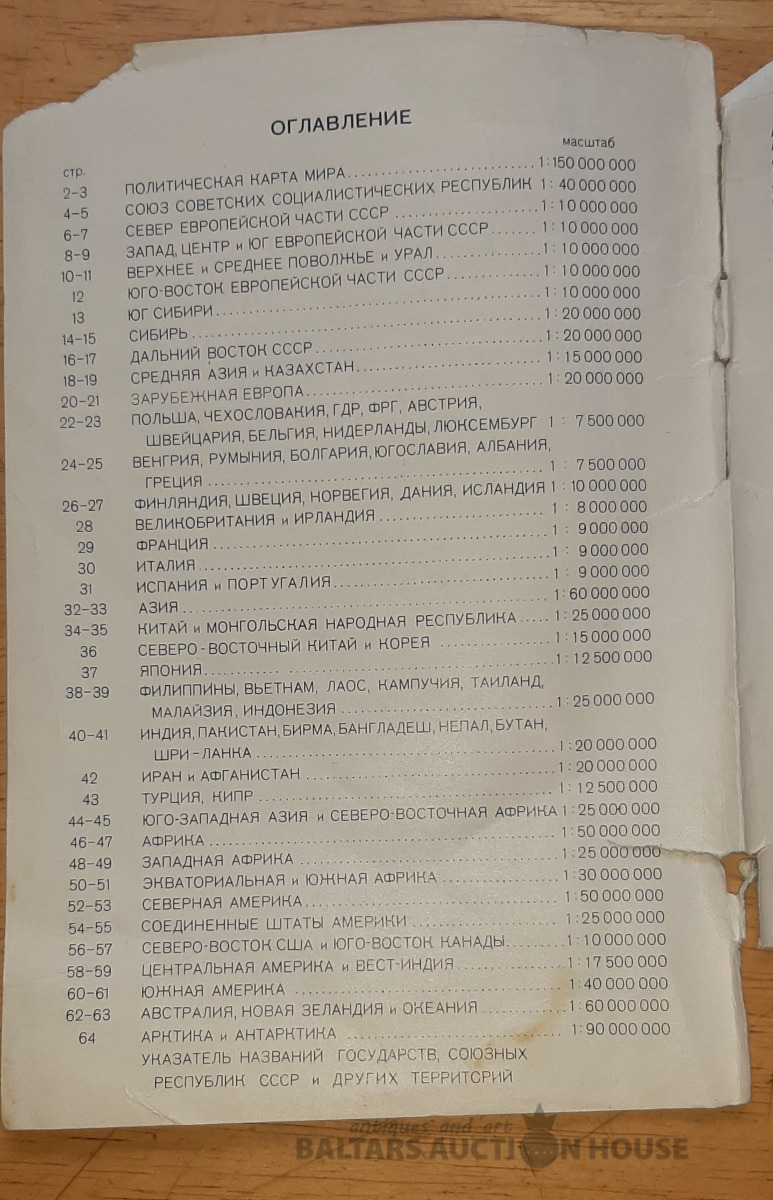 ОГЛАВЛЕНИЕ
стр. масштаб
2–3 ПОЛИТИЧЕСКАЯ КАРТА МИРА 1:150 000 000
4–5 СОЮЗ СОВЕТСКИХ СОЦИАЛИСТИЧЕСКИХ РЕСПУБЛИК 1: 40 000 000
6–7 СЕВЕР ЕВРОПЕЙСКОЙ ЧАСТИ СССР 1:10 000 000
8–9 ЗАПАД, ЦЕНТР и ЮГ ЕВРОПЕЙСКОЙ ЧАСТИ СССР 1:10 000 000
10–11 ВЕРХНЕЕ и СРЕДНЕЕ ПОВОЛЖЬЕ и УРАЛ 1:10 000 000
12 ЮГО-ВОСТОК ЕВРОПЕЙСКОЙ ЧАСТИ СССР 1:10 000 000
13 ЮГ СИБИРИ 1:10 000 000
14–15 СИБИРЬ 1:20 000 000
16–17 ДАЛЬНИЙ ВОСТОК СССР 1:20 000 000
18–19 СРЕДНЯЯ АЗИЯ и КАЗАХСТАН 1:15 000 000
20–21 ЗАРУБЕЖНАЯ ЕВРОПА 1:20 000 000
22–23 ПОЛЬША, ЧЕХОСЛОВАКИЯ, ГДР, ФРГ, АВСТРИЯ,
ШВЕЙЦАРИЯ, БЕЛЬГИЯ, НИДЕРЛАНДЫ, ЛЮКСЕМБУРГ 1: 7 500 000
24–25 ВЕНГРИЯ, РУМЫНИЯ, БОЛГАРИЯ, ЮГОСЛАВИЯ, АЛБАНИЯ,
ГРЕЦИЯ 1: 7 500 000
26–27 ФИНЛЯНДИЯ, ШВЕЦИЯ, НОРВЕГИЯ, ДАНИЯ, ИСЛАНДИЯ 1:10 000 000
28 ВЕЛИКОБРИТАНИЯ и ИРЛАНДИЯ 1: 8 000 000
29 ФРАНЦИЯ 1: 9 000 000
30 ИТАЛИЯ 1: 9 000 000
31 ИСПАНИЯ и ПОРТУГАЛИЯ 1: 9 000 000
32–33 АЗИЯ 1:60 000 000
34–35 КИТАЙ и МОНГОЛЬСКАЯ НАРОДНАЯ РЕСПУБЛИКА 1:25 000 000
36 СЕВЕРО-ВОСТОЧНЫЙ КИТАЙ и КОРЕЯ 1:15 000 000
37 ЯПОНИЯ 1:12 500 000
38–39 ФИЛИППИНЫ, ВЬЕТНАМ, ЛАОС, КАМПУЧИЯ, ТАИЛАНД,
МАЛАЙЗИЯ, ИНДОНЕЗИЯ 1:25 000 000
40–41 ИНДИЯ, ПАКИСТАН, БИРМА, БАНГЛАДЕШ, НЕПАЛ, БУТАН,
ШРИ-ЛАНКА 1:20 000 000
42 ИРАН и АФГАНИСТАН 1:20 000 000
43 ТУРЦИЯ, КИПР 1:12 500 000
44–45 ЮГО-ЗАПАДНАЯ АЗИЯ и СЕВЕРО-ВОСТОЧНАЯ АФРИКА 1:25 000 000
46–47 АФРИКА 1:50 000 000
48–49 ЗАПАДНАЯ АФРИКА 1:25 000 000
50–51 ЭКВАТОРИАЛЬНАЯ и ЮЖНАЯ АФРИКА 1:30 000 000
52–53 СЕВЕРНАЯ АМЕРИКА 1:50 000 000
54–55 СОЕДИНЕННЫЕ ШТАТЫ АМЕРИКИ 1:25 000 000
56–57 СЕВЕРО-ВОСТОК США и ЮГО-ВОСТОК КАНАДЫ 1:10 000 000
58–59 ЦЕНТРАЛЬНАЯ АМЕРИКА и ВЕСТ-ИНДИЯ 1:17 500 000
60–61 ЮЖНАЯ АМЕРИКА 1:40 000 000
62–63 АВСТРАЛИЯ, НОВАЯ ЗЕЛАНДИЯ и ОКЕАНИЯ 1:60 000 000
64 АРКТИКА и АНТАРКТИКА 1:90 000 000
УКАЗАТЕЛЬ НАЗВАНИЙ ГОСУДАРСТВ, СОЮЗНЫХ
РЕСПУБЛИК СССР и ДРУГИХ ТЕРРИТОРИЙ
antiques and art
BALTARS AUCTION HOUSE